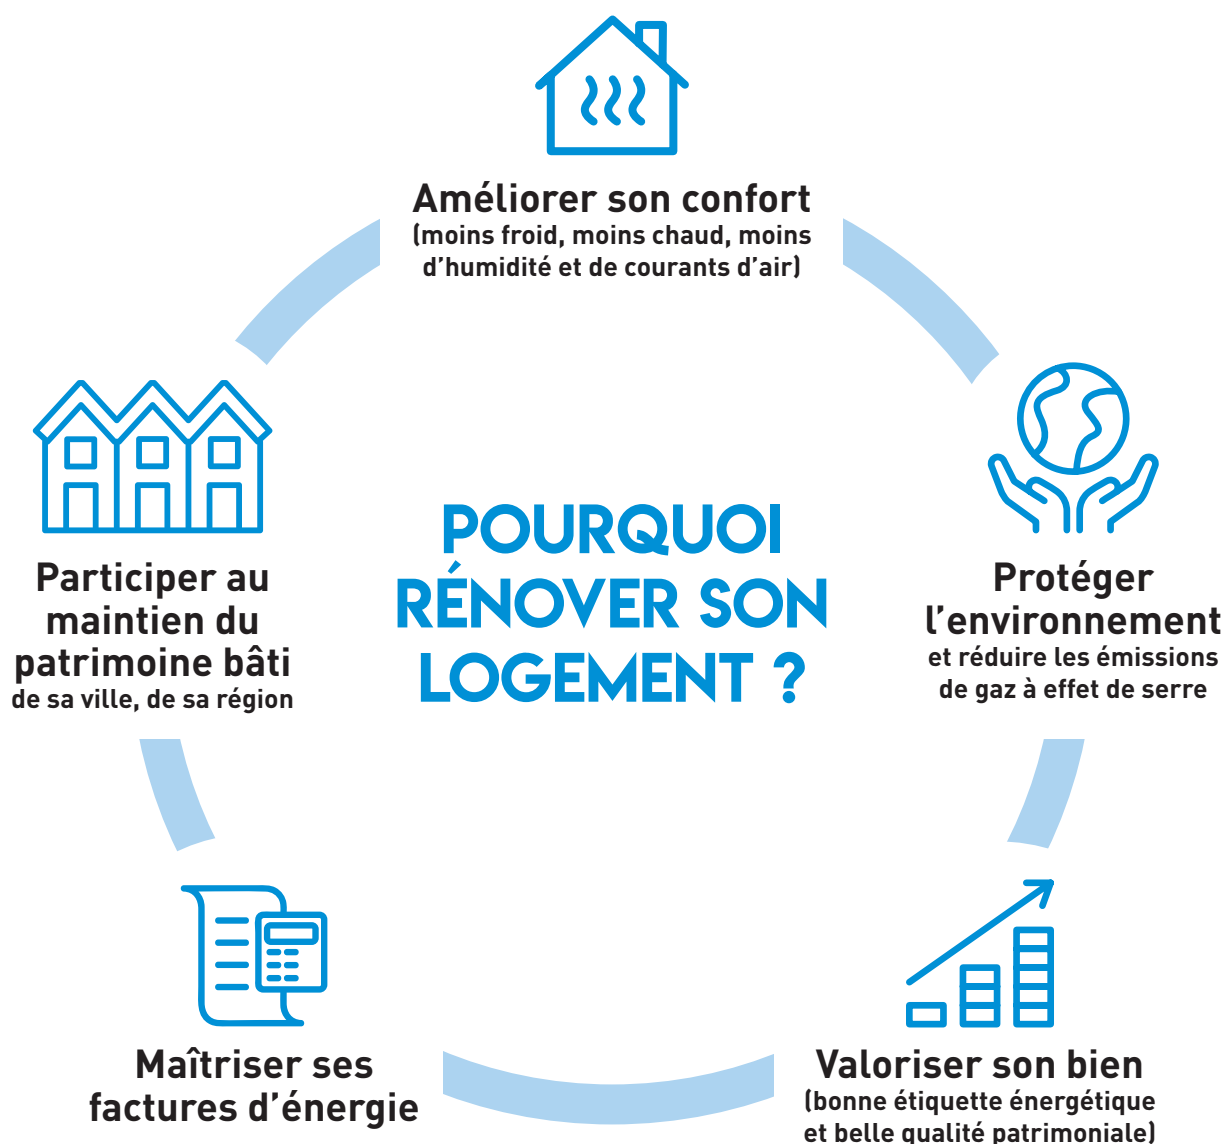 Améliorer son confort
(moins froid, moins chaud, moins
d’humidité et de courants d’air)
Participer au
maintien du
patrimoine bâti
de sa ville, de sa région
POURQUOI
RÉNOVER SON
LOGEMENT ?
Protéger
l’environnement
et réduire les émissions
de gaz à effet de serre
Maîtriser ses
factures d’énergie
Valoriser son bien
(bonne étiquette énergétique
et belle qualité patrimoniale)